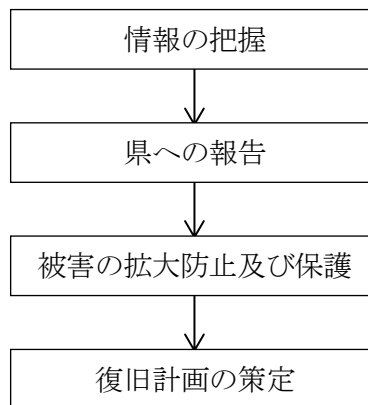 情報の把握
県への報告
被害の拡大防止及び保護
復旧計画の策定